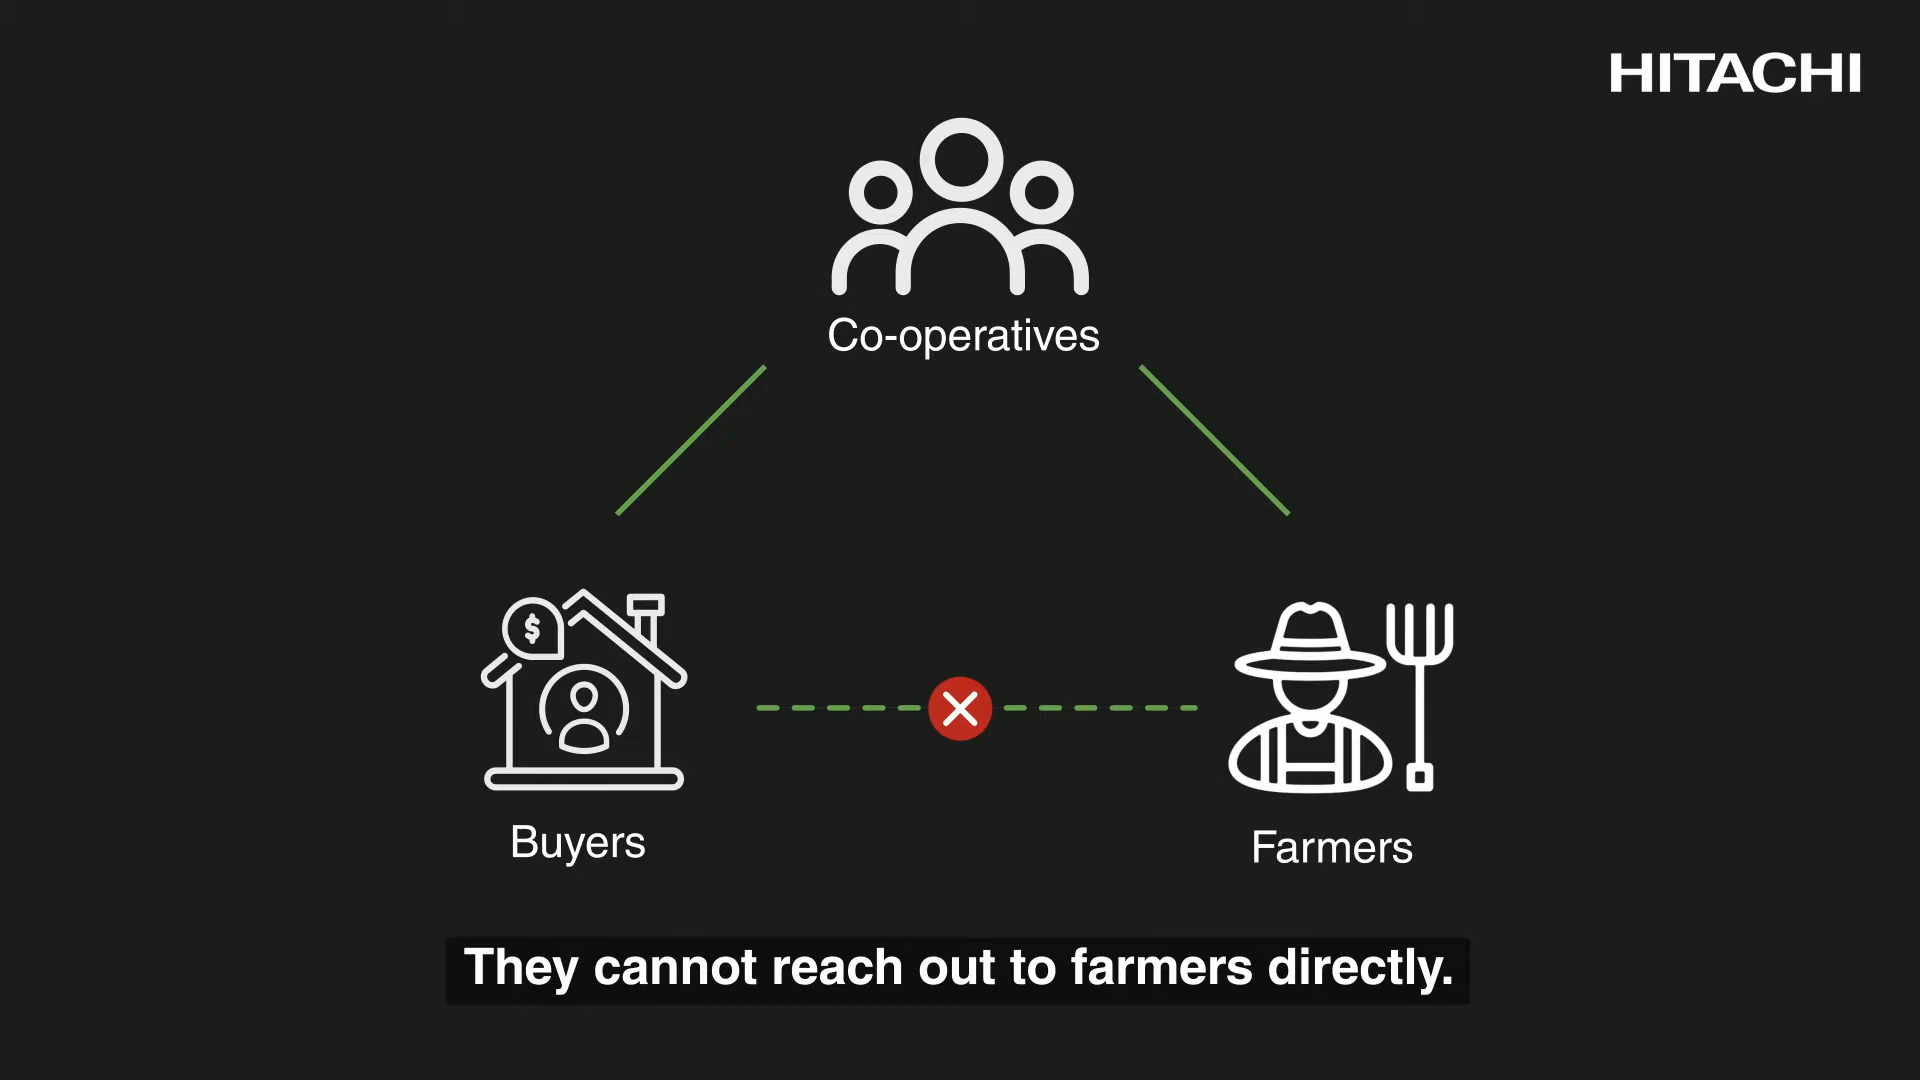 HITACHI
Co-operatives
$
Buyers
Farmers
They cannot reach out to farmers directly.